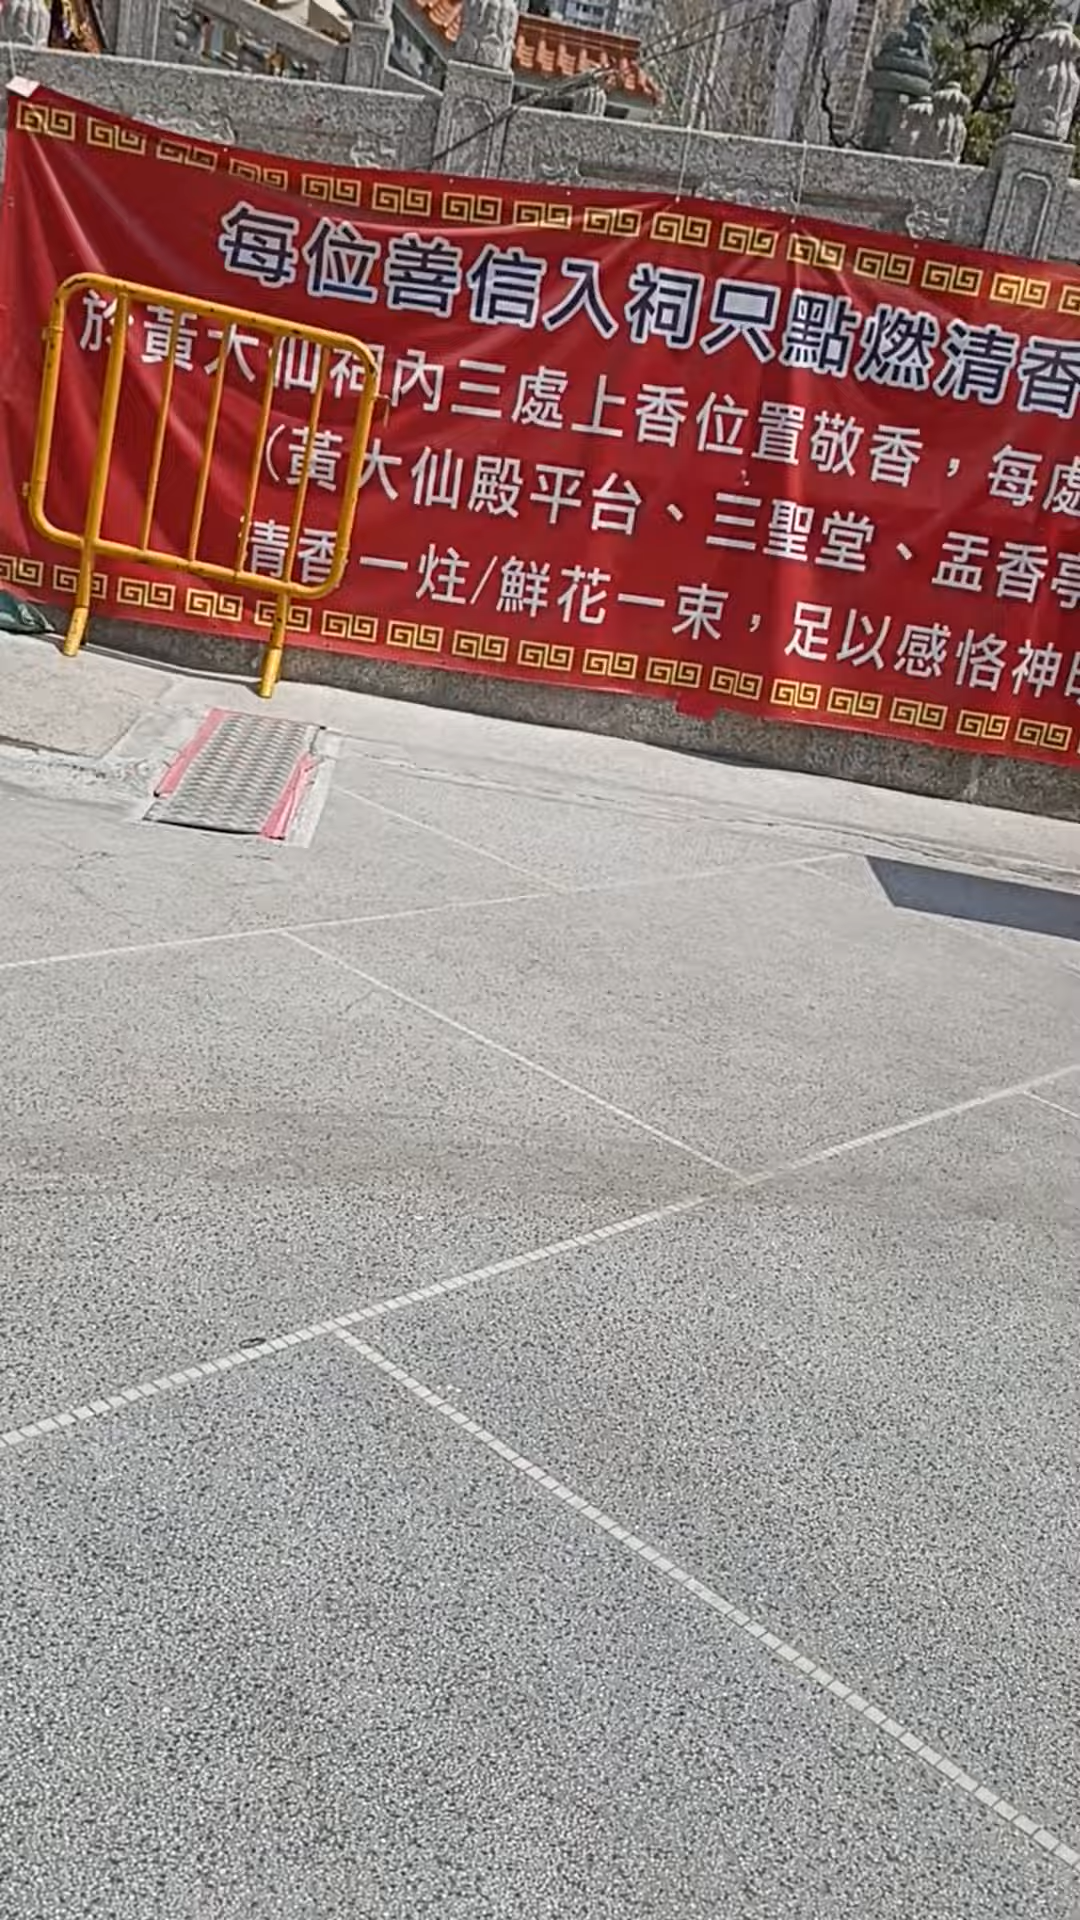 每位善信入祠只點燃清香
於黃大仙祠內三處上香位置敬香，每處
（黃大仙殿平台、三聖堂、盂香亭
清香一炷/鮮花一束，足以感恪神